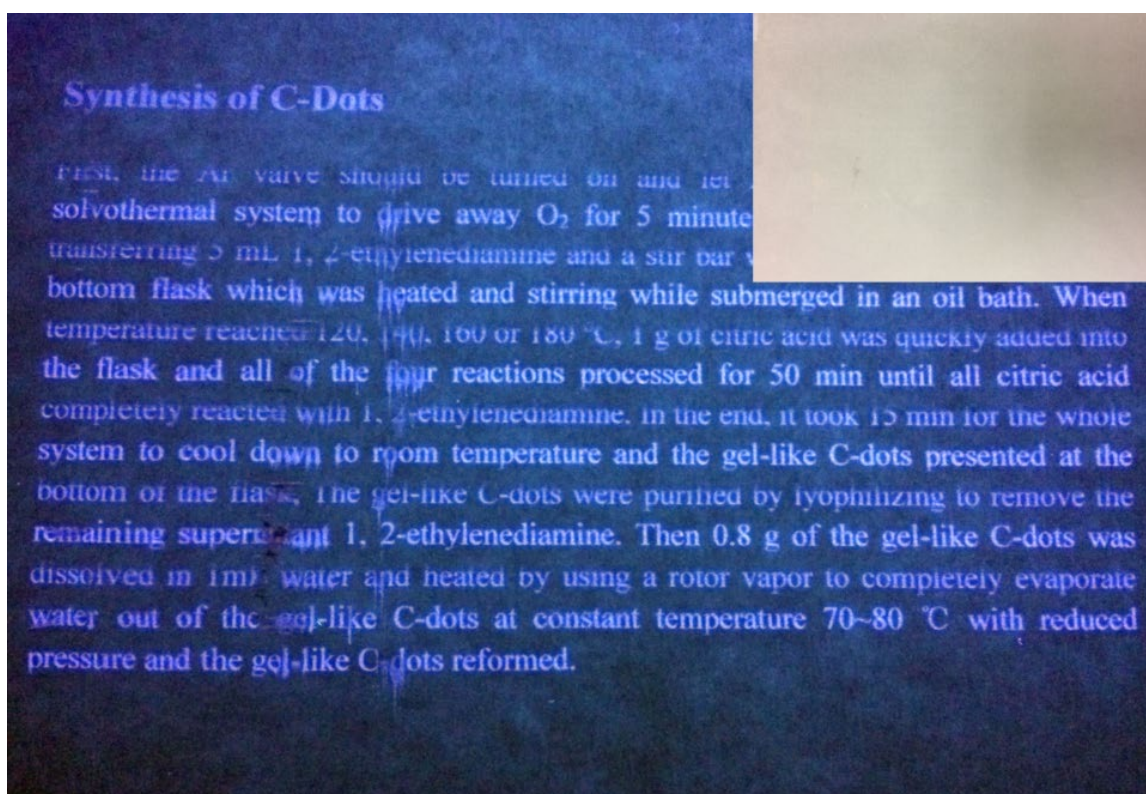 Synthesis of C-Dots
First, the Ar valve should be turned on and let
solvothermal system to drive away O₂ for 5 minute
transferring 5 mL 1, 2-ethylenediamine and a stir bar
bottom flask which was heated and stirring while submerged in an oil bath. When
temperature reached 120, 140, 160 or 180 ℃, 1 g of citric acid was quickly added into
the flask and all of the four reactions processed for 50 min until all citric acid
completely reacted with 1, 2-ethylenediamine. In the end, it took 15 min for the whole
system to cool down to room temperature and the gel-like C-dots presented at the
bottom of the flask. The gel-like C-dots were purified by lyophilizing to remove the
remaining supernatant 1, 2-ethylenediamine. Then 0.8 g of the gel-like C-dots was
dissolved in 1mL water and heated by using a rotor vapor to completely evaporate
water out of the gel-like C-dots at constant temperature 70~80 ℃ with reduced
pressure and the gel-like C-dots reformed.